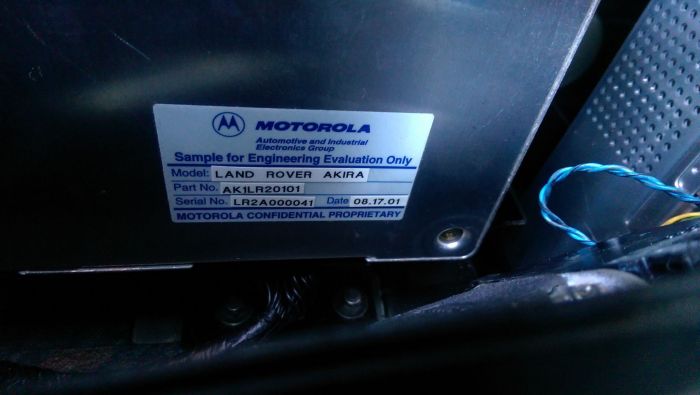 MOTOROLA
Automotive and Industrial
Electronics Group
Sample for Engineering Evaluation Only
Model: LAND ROVER AKIRA
Part No. AK1LR20101
Serial No. LR2A000041 Date 08.17.01
MOTOROLA CONFIDENTIAL PROPRIETARY